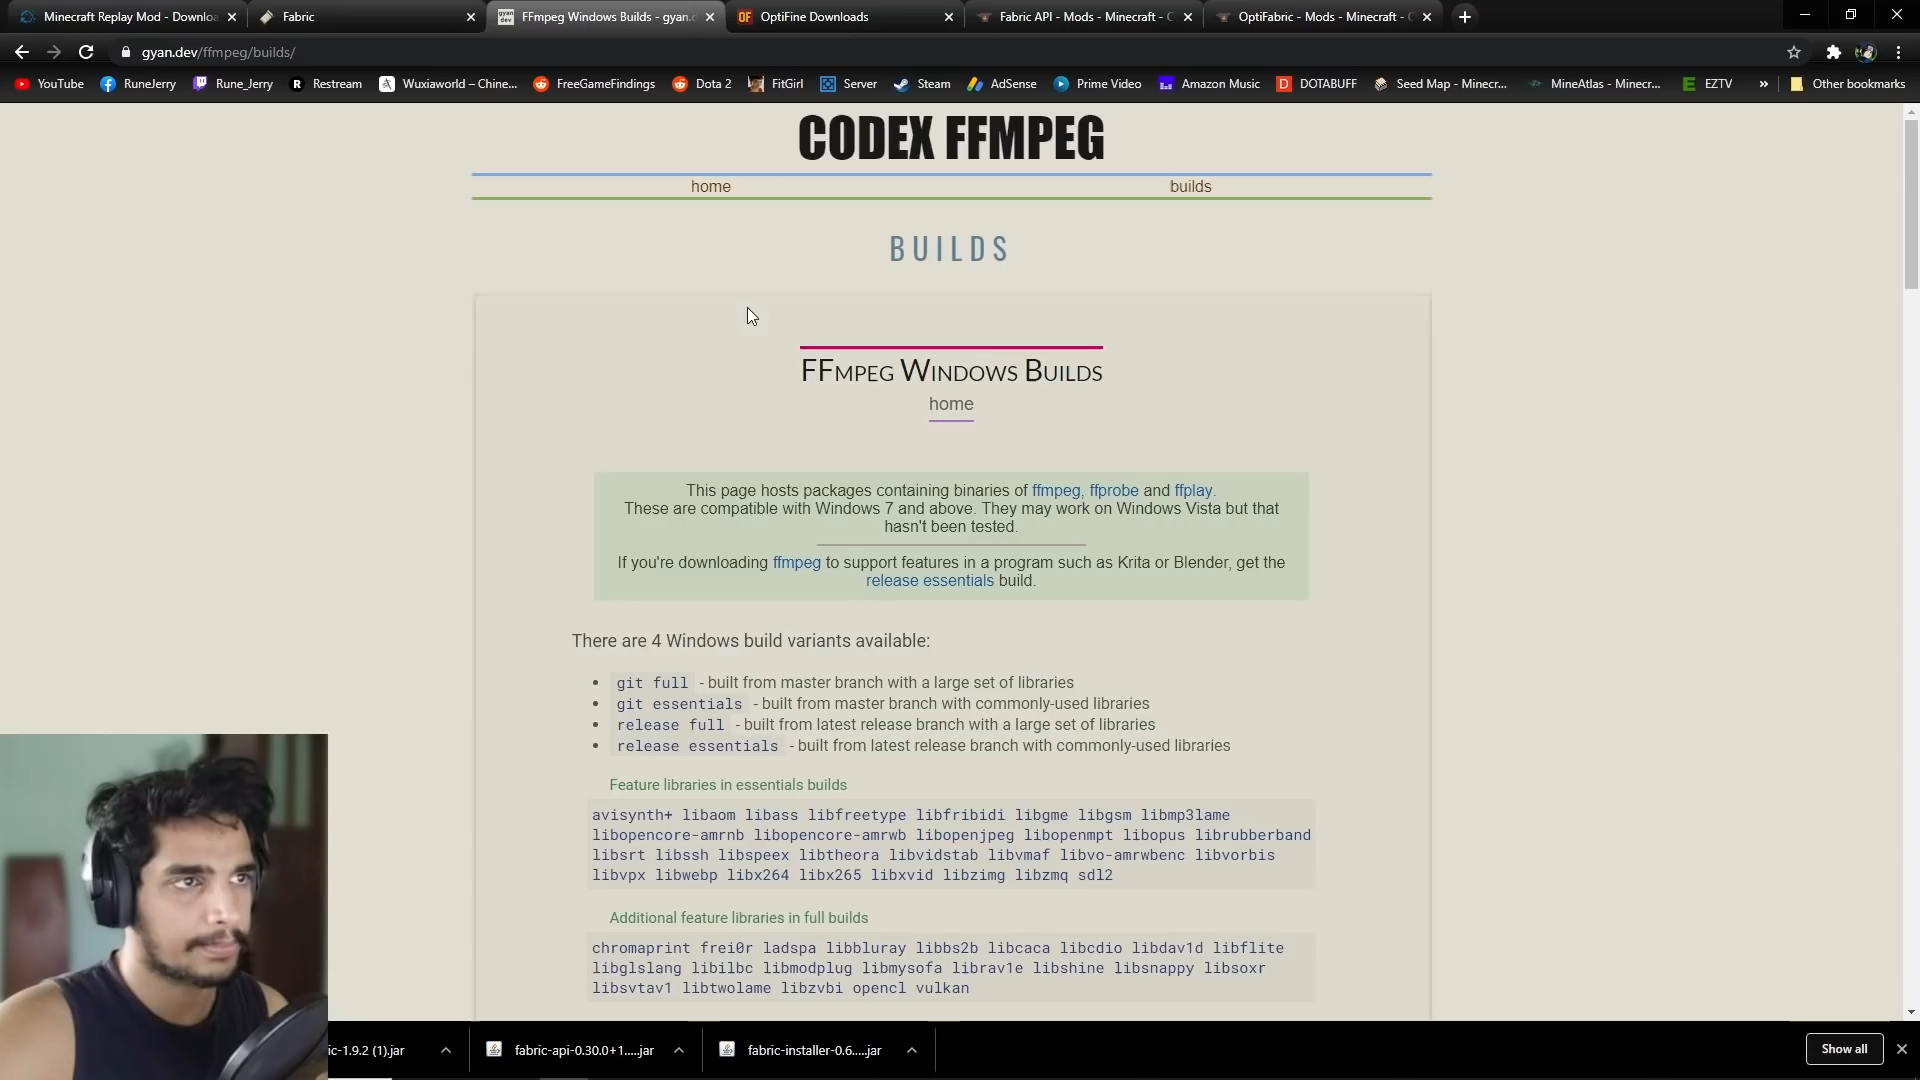 Minecraft Replay Mod - Downloa
Fabric
FFmpeg Windows Builds - gyan.d
OF
OptiFine Downloads
Fabric API - Mods - Minecraft - C
OptiFabric - Mods - Minecraft - C
gyan.dev/ffmpeg/builds/
YouTube
RuneJerry
Rune_Jerry
R
Restream
Wuxiaworld – Chine...
FreeGameFindings
Dota 2
FitGirl
Server
Steam
AdSense
Prime Video
Amazon Music
D
DOTABUFF
Seed Map - Minecr...
MineAtlas - Minecr...
E
EZTV
»
Other bookmarks
CODEX FFMPEG
home
builds
BUILDS
FFMPEG WINDOWS BUILDS
home
This page hosts packages containing binaries of ffmpeg, ffprobe and ffplay.
These are compatible with Windows 7 and above. They may work on Windows Vista but that
hasn't been tested.
If you're downloading ffmpeg to support features in a program such as Krita or Blender, get the
release essentials build.
There are 4 Windows build variants available:
• git full - built from master branch with a large set of libraries
• git essentials - built from master branch with commonly-used libraries
• release full - built from latest release branch with a large set of libraries
• release essentials - built from latest release branch with commonly-used libraries
Feature libraries in essentials builds
avisynth+ libaom libass libfreetype libfribidi libgme libgsm libmp3lame
libopencore-amrnb libopencore-amrwb libopenjpeg libopenmpt libopus librubberband
libsrt libssh libspeex libtheora libvidstab libvmaf libvo-amrwbenc libvorbis
libvpx libwebp libx264 libx265 libxvid libzimg libzmq sdl2
Additional feature libraries in full builds
chromaprint frei0r ladspa libbluray libbs2b libcaca libcdio libdav1d libflite
libglslang libilbc libmodplug libmysofa librav1e libshine libsnappy libsoxr
libsvtav1 libtwolame libzvbi opencl vulkan
ic-1.9.2 (1).jar
fabric-api-0.30.0+1.....jar
fabric-installer-0.6.....jar
Show all